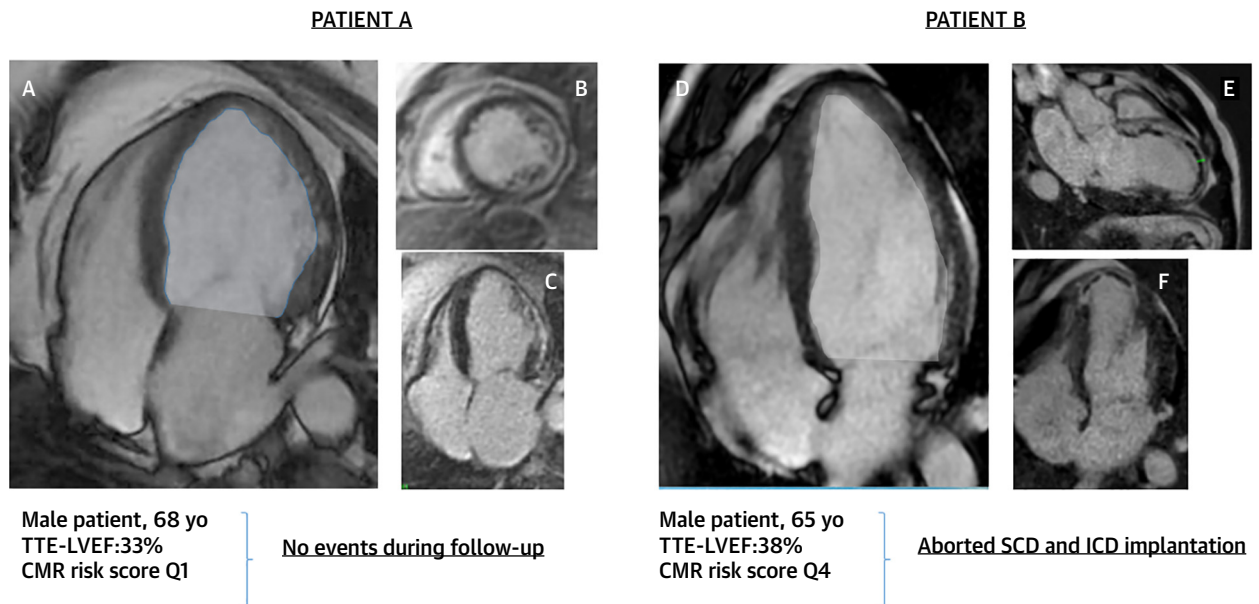 PATIENT A
PATIENT B
A
B
C
D
E
F
Male patient, 68 yo
TTE-LVEF:33%
CMR risk score Q1
No events during follow-up
Male patient, 65 yo
TTE-LVEF:38%
CMR risk score Q4
Aborted SCD and ICD implantation